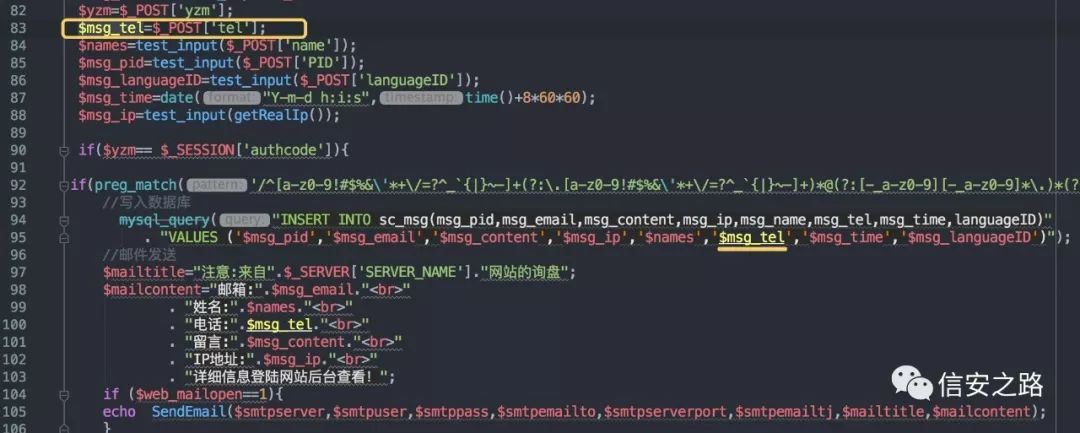 82 $yzm=$_POST['yzm'];
83 $msg_tel=$_POST['tel'];
84 $names=test_input($_POST['name']);
85 $msg_pid=test_input($_POST['PID']);
86 $msg_languageID=test_input($_POST['languageID']);
87 $msg_time=date( format: "Y-m-d h:i:s", timestamp: time()+8*60*60);
88 $msg_ip=test_input(getRealIp());
89
90 if($yzm== $_SESSION['authcode']){
91
92 if(preg_match( pattern: '/^[a-z0-9!#$%&\'*+\/=?^_`{|}~-]+(?:\.[a-z0-9!#$%&\'*+\/=?^_`{|}~-]+)*@(?:[-_a-z0-9][-_a-z0-9]*\.)*(?
93 //写入数据库
94 mysql_query( query: "INSERT INTO sc_msg(msg_pid,msg_email,msg_content,msg_ip,msg_name,msg_tel,msg_time,languageID)"
95 . "VALUES ('$msg_pid','$msg_email','$msg_content','$msg_ip','$names','$msg_tel','$msg_time','$msg_languageID')");
96 //邮件发送
97 $mailtitle="注意:来自".$_SERVER['SERVER_NAME']."网站的询盘";
98 $mailcontent="邮箱:".$msg_email."<br>"
99 . "姓名:".$names."<br>"
100 . "电话:".$msg_tel."<br>"
101 . "留言:".$msg_content."<br>"
102 . "IP地址:".$msg_ip."<br>"
103 . "详细信息登陆网站后台查看!";
104 if ($web_mailopen==1){
105 echo SendEmail($smtpserver,$smtpuser,$smtppass,$smtpemailto,$smtpserverport,$smtpemailtj,$mailtitle,$mailcontent);
106 }
信安之路